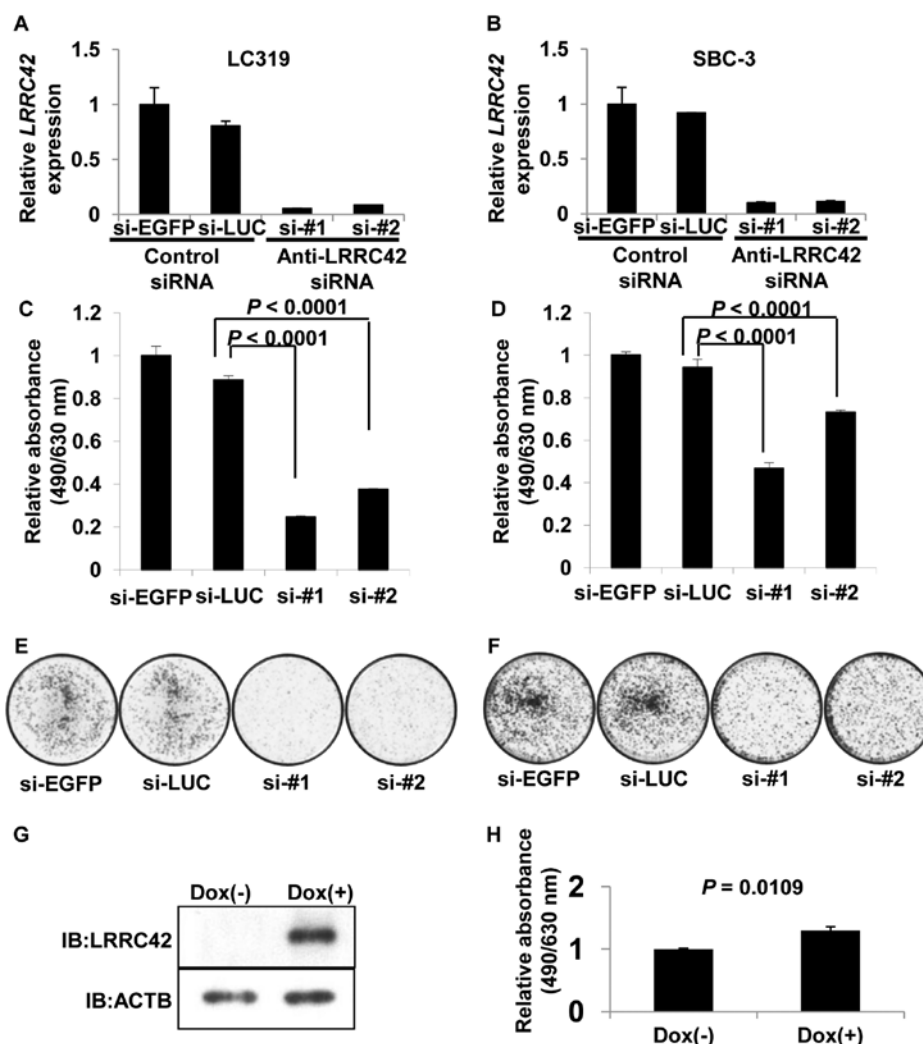 A
LC319
Relative LRRC42
expression
1.5
1
0.5
0
si-EGFP si-LUC si-#1 si-#2
Control
siRNA
Anti-LRRC42
siRNA
B
SBC-3
Relative LRRC42
expression
1.5
1
0.5
0
si-EGFP si-LUC si-#1 si-#2
Control
siRNA
Anti-LRRC42
siRNA
C
P < 0.0001
P < 0.0001
Relative absorbance
(490/630 nm)
1.2
1
0.8
0.6
0.4
0.2
0
si-EGFP si-LUC si-#1 si-#2
D
P < 0.0001
P < 0.0001
Relative absorbance
(490/630 nm)
1.2
1
0.8
0.6
0.4
0.2
0
si-EGFP si-LUC si-#1 si-#2
E
si-EGFP si-LUC si-#1 si-#2
F
si-EGFP si-LUC si-#1 si-#2
G
Dox(-) Dox(+)
IB:LRRC42
IB:ACTB
H
Relative absorbance
(490/630 nm)
P = 0.0109
2
1
0
Dox(-) Dox(+)